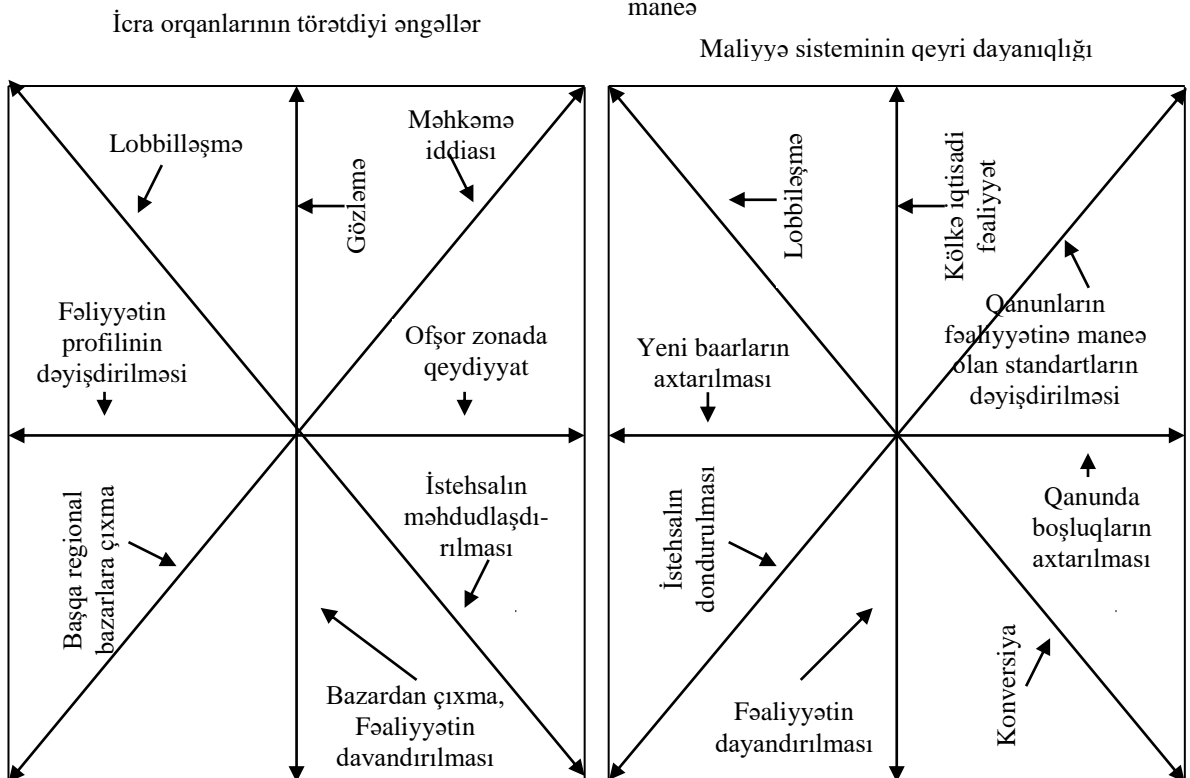 maneə
İcra orqanlarının törətdiyi əngəllər
Maliyyə sisteminin qeyri dayanıqlığı
Lobbilləşmə
Gözləmə
Məhkəmə
iddiası
Fəliyyətin
profilinin
dəyişdirilməsi
Ofşor zonada
qeydiyyat
Başqa regional
bazarlara çıxma
İstehsalın
məhdudlaşdı-
rılması
Bazardan çıxma,
Fəaliyyətin
davandırılması
Lobbiləşmə
Kölkə iqtisadi
fəaliyyət
Yeni baarların
axtarılması
Qanunların
fəaliyyətinə maneə
olan standartların
dəyişdirilməsi
İstehsalın
dondurulması
Qanunda
boşluqların
axtarılması
Fəaliyyətin
dayandırılması
Konversiya